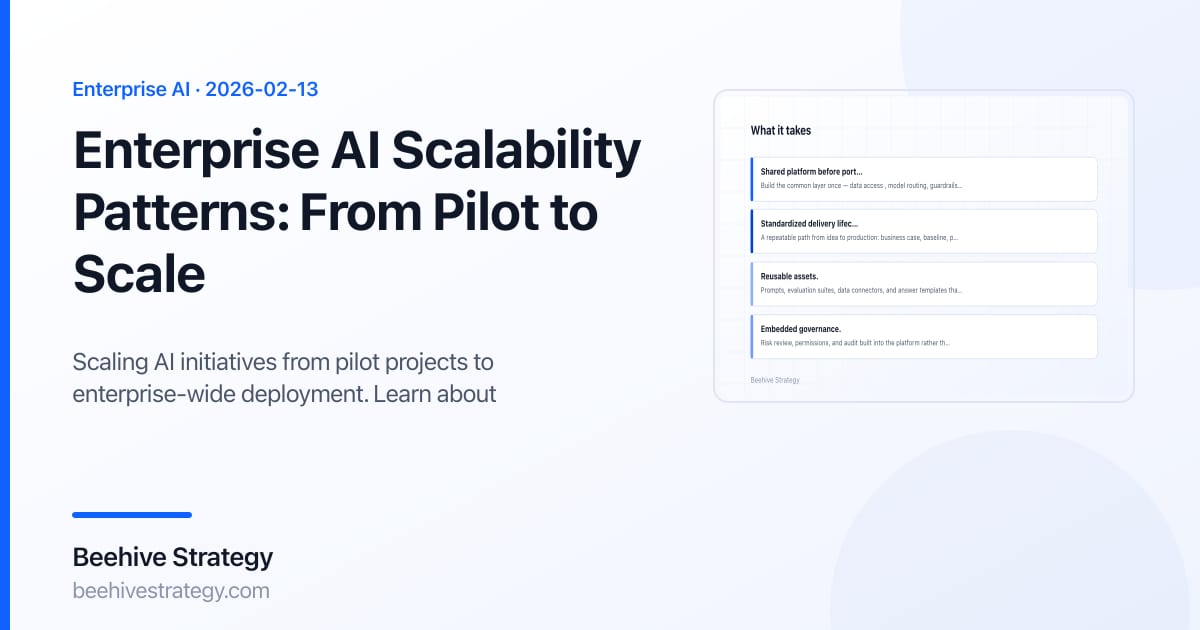 Enterprise AI · 2026-02-13
Enterprise AI Scalability
Patterns: From Pilot to
Scale
Scaling AI initiatives from pilot projects to
enterprise-wide deployment. Learn about
Beehive Strategy
beehivestrategy.com
What it takes
Shared platform before port...
Build the common layer once — data access , model routing, guardrails...
Standardized delivery lifec...
A repeatable path from idea to production: business case, baseline, p...
Reusable assets.
Prompts, evaluation suites, data connectors, and answer templates tha...
Embedded governance.
Risk review, permissions, and audit built into the platform rather th...
Beehive Strategy